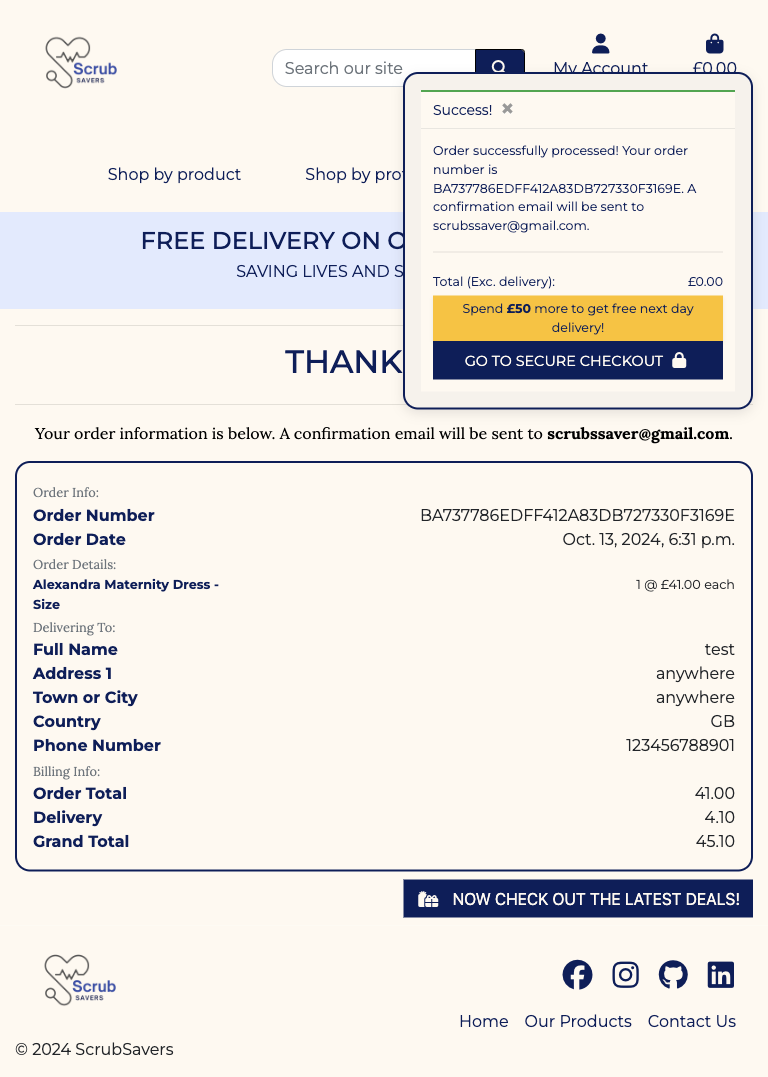 Scrub
SAVERS
Search our site
My Account
£0.00
Success! ✖
Order successfully processed! Your order
number is
BA737786EDFF412A83DB727330F3169E. A
confirmation email will be sent to
scrubssaver@gmail.com.
Total (Exc. delivery): £0.00
Spend £50 more to get free next day
delivery!
GO TO SECURE CHECKOUT
Shop by product
Shop by
FREE DELIVERY ON
SAVING LIVES AND
THANK
Your order information is below. A confirmation email will be sent to scrubssaver@gmail.com.
Order Info:
Order Number BA737786EDFF412A83DB727330F3169E
Order Date Oct. 13, 2024, 6:31 p.m.
Order Details:
Alexandra Maternity Dress - 1 @ £41.00 each
Size
Delivering To:
Full Name test
Address 1 anywhere
Town or City anywhere
Country GB
Phone Number 123456788901
Billing Info:
Order Total 41.00
Delivery 4.10
Grand Total 45.10
NOW CHECK OUT THE LATEST DEALS!
Scrub
SAVERS
Home Our Products Contact Us
© 2024 ScrubSavers